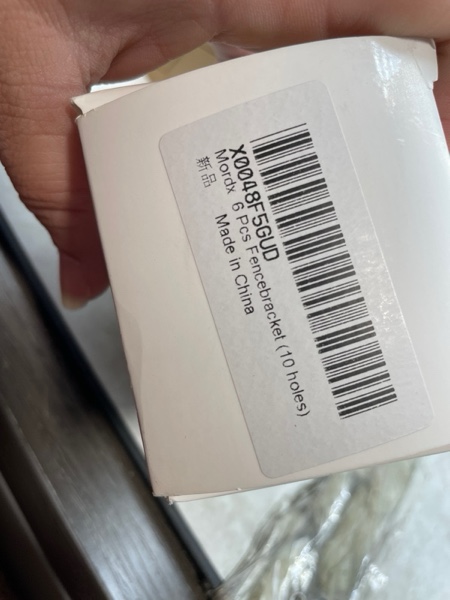 X0048F5GUD
Mordx 6 Pcs Fencebracket (10 holes)
新品 Made in China